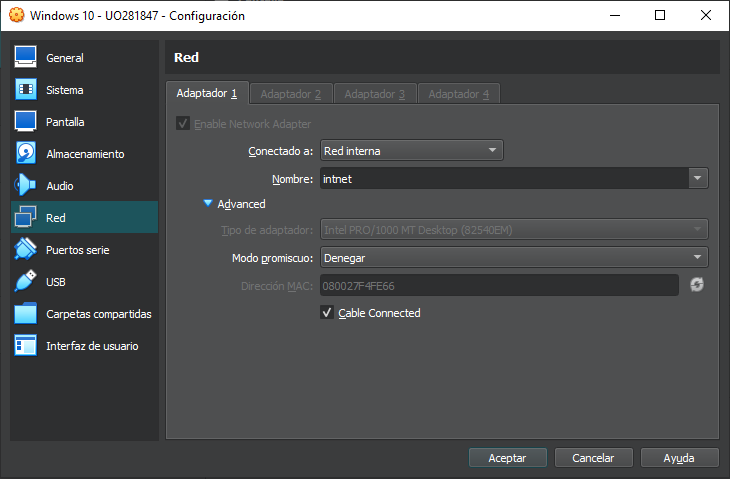 Windows 10 - UO281847 - Configuración
General
Sistema
Pantalla
Almacenamiento
Audio
Red
Puertos serie
USB
Carpetas compartidas
Interfaz de usuario
Red
Adaptador 1 Adaptador 2 Adaptador 3 Adaptador 4
Enable Network Adapter
Conectado a: Red interna
Nombre: intnet
Advanced
Tipo de adaptador: Intel PRO/1000 MT Desktop (82540EM)
Modo promiscuo: Denegar
Dirección MAC: 080027F4FE66
Cable Connected
Aceptar Cancelar Ayuda